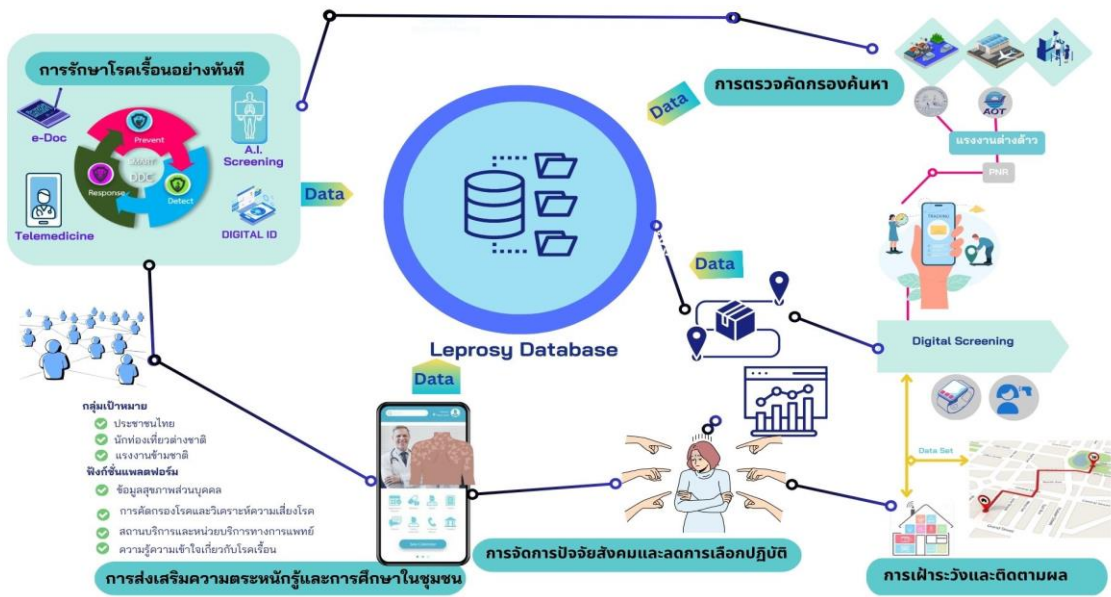 การรักษาโรคเรื้อนอย่างทันที
e-Doc
Prevent
A.I.
Screening
SMART
DDC
Response
Detect
Telemedicine
DIGITAL ID
Data
Data
การตรวจคัดกรองค้นหา
AOT
แรงงานต่างด้าว
PNR
TRACKING
Data
Leprosy Database
Digital Screening
Data
Data Set
กลุ่มเป้าหมาย
ประชาชนไทย
นักท่องเที่ยวต่างชาติ
แรงงานข้ามชาติ
ฟังก์ชั่นแพลตฟอร์ม
ข้อมูลสุขภาพส่วนบุคคล
การคัดกรองโรคและวิเคราะห์ความเสี่ยงโรค
สถานบริการและหน่วยบริการทางการแพทย์
ความรู้ความเข้าใจเกี่ยวกับโรคเรื้อน
การส่งเสริมความตระหนักรู้และการศึกษาในชุมชน
การจัดการปัจจัยสังคมและลดการเลือกปฏิบัติ
การเฝ้าระวังและติดตามผล